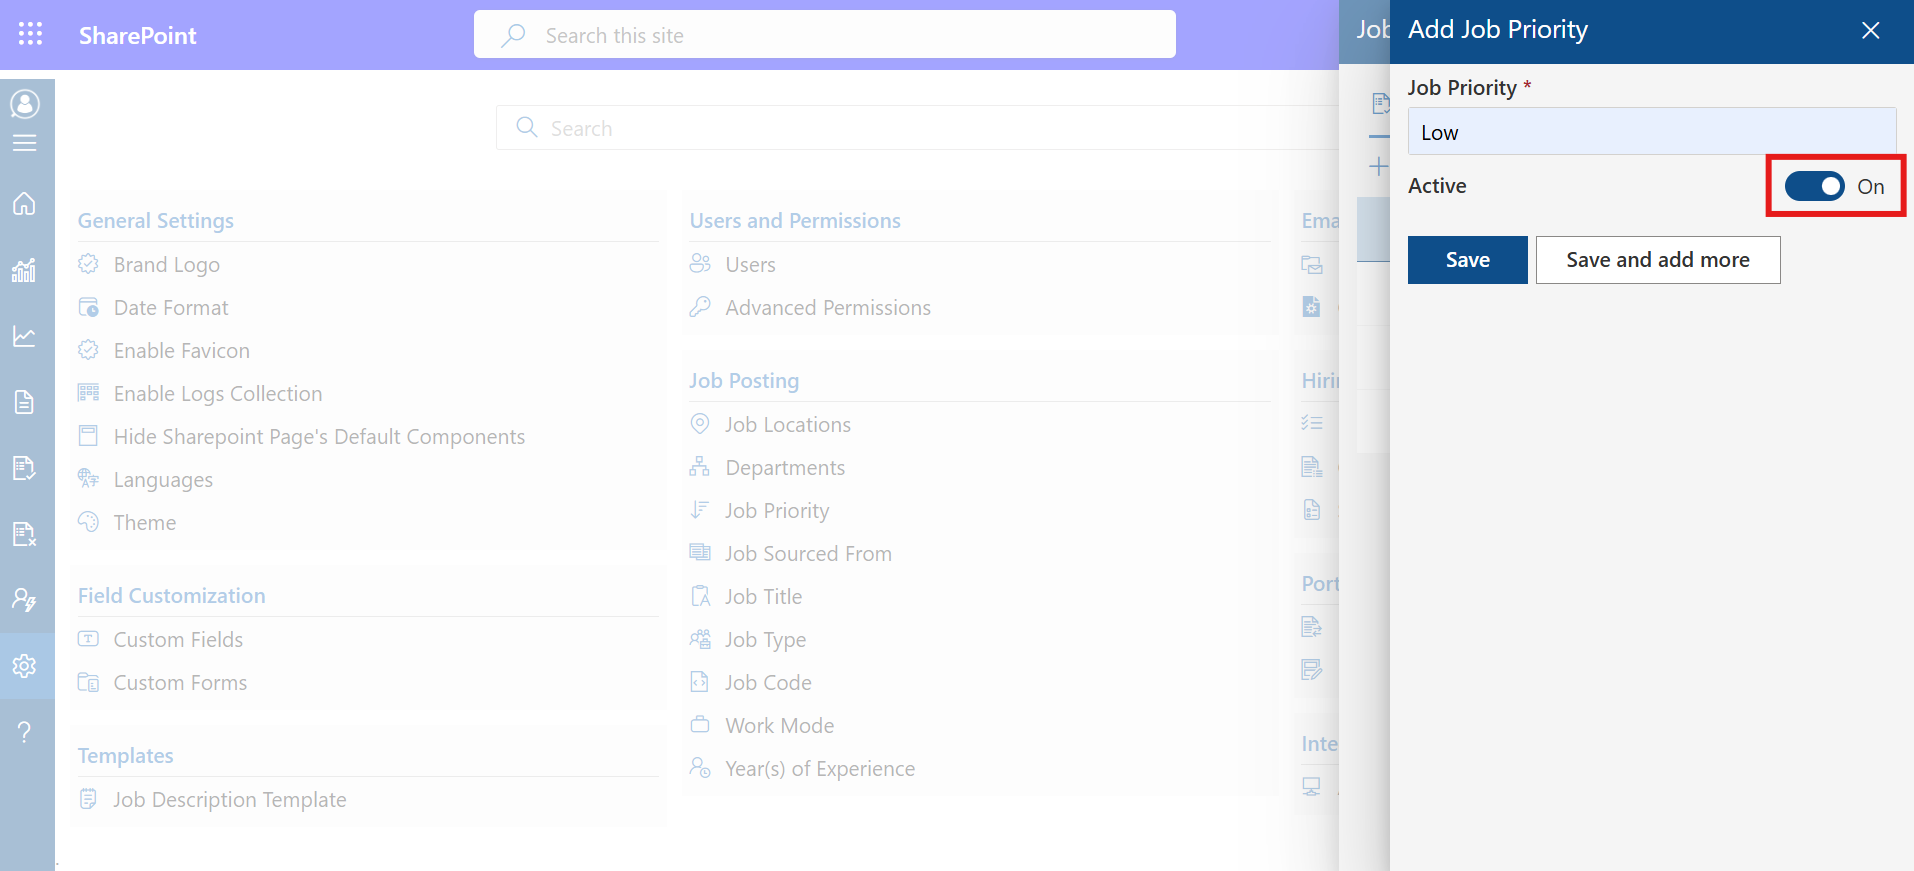 SharePoint
Search this site
Search
General Settings
Brand Logo
Date Format
Enable Favicon
Enable Logs Collection
Hide Sharepoint Page's Default Components
Languages
Theme
Field Customization
Custom Fields
Custom Forms
Templates
Job Description Template
Users and Permissions
Users
Advanced Permissions
Job Posting
Job Locations
Departments
Job Priority
Job Sourced From
Job Title
Job Type
Job Code
Work Mode
Year(s) of Experience
Ema
Hiri
Port
Inte
Job
Add Job Priority
Job Priority *
Low
Active
On
Save
Save and add more